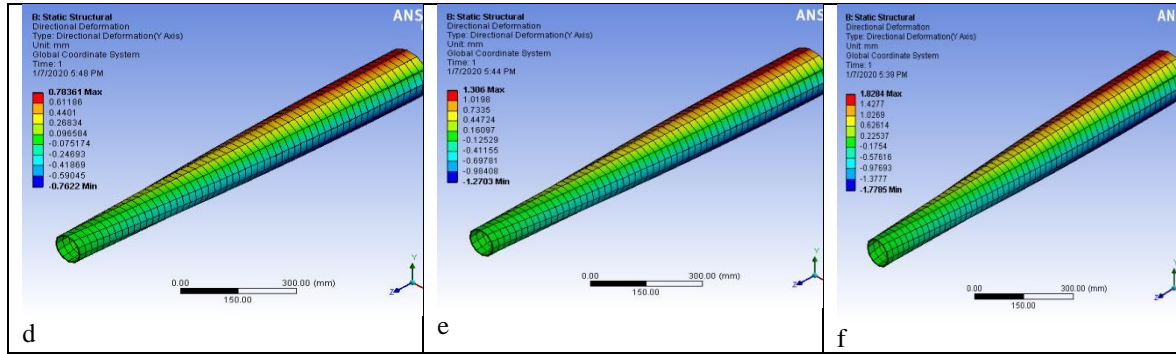 B: Static Structural
Directional Deformation
Type: Directional Deformation(Y Axis)
Unit: mm
Global Coordinate System
Time: 1
1/7/2020 5:48 PM
ANS
0.78361 Max
0.61186
0.4401
0.26834
0.096584
-0.075174
-0.24693
-0.41869
-0.59045
-0.7622 Min
0.00
300.00 (mm)
150.00
Y
Z
d
B: Static Structural
Directional Deformation
Type: Directional Deformation(Y Axis)
Unit: mm
Global Coordinate System
Time: 1
1/7/2020 5:44 PM
ANS
1.306 Max
1.0198
0.7335
0.44724
0.16097
-0.12529
-0.41155
-0.69781
-0.98408
-1.2703 Min
0.00
300.00 (mm)
150.00
Y
Z
e
B: Static Structural
Directional Deformation
Type: Directional Deformation(Y Axis)
Unit: mm
Global Coordinate System
Time: 1
1/7/2020 5:39 PM
ANS
1.8284 Max
1.4277
1.0269
0.62614
0.22537
-0.1754
-0.57616
-0.97693
-1.3777
-1.7785 Min
0.00
300.00 (mm)
150.00
Y
Z
f